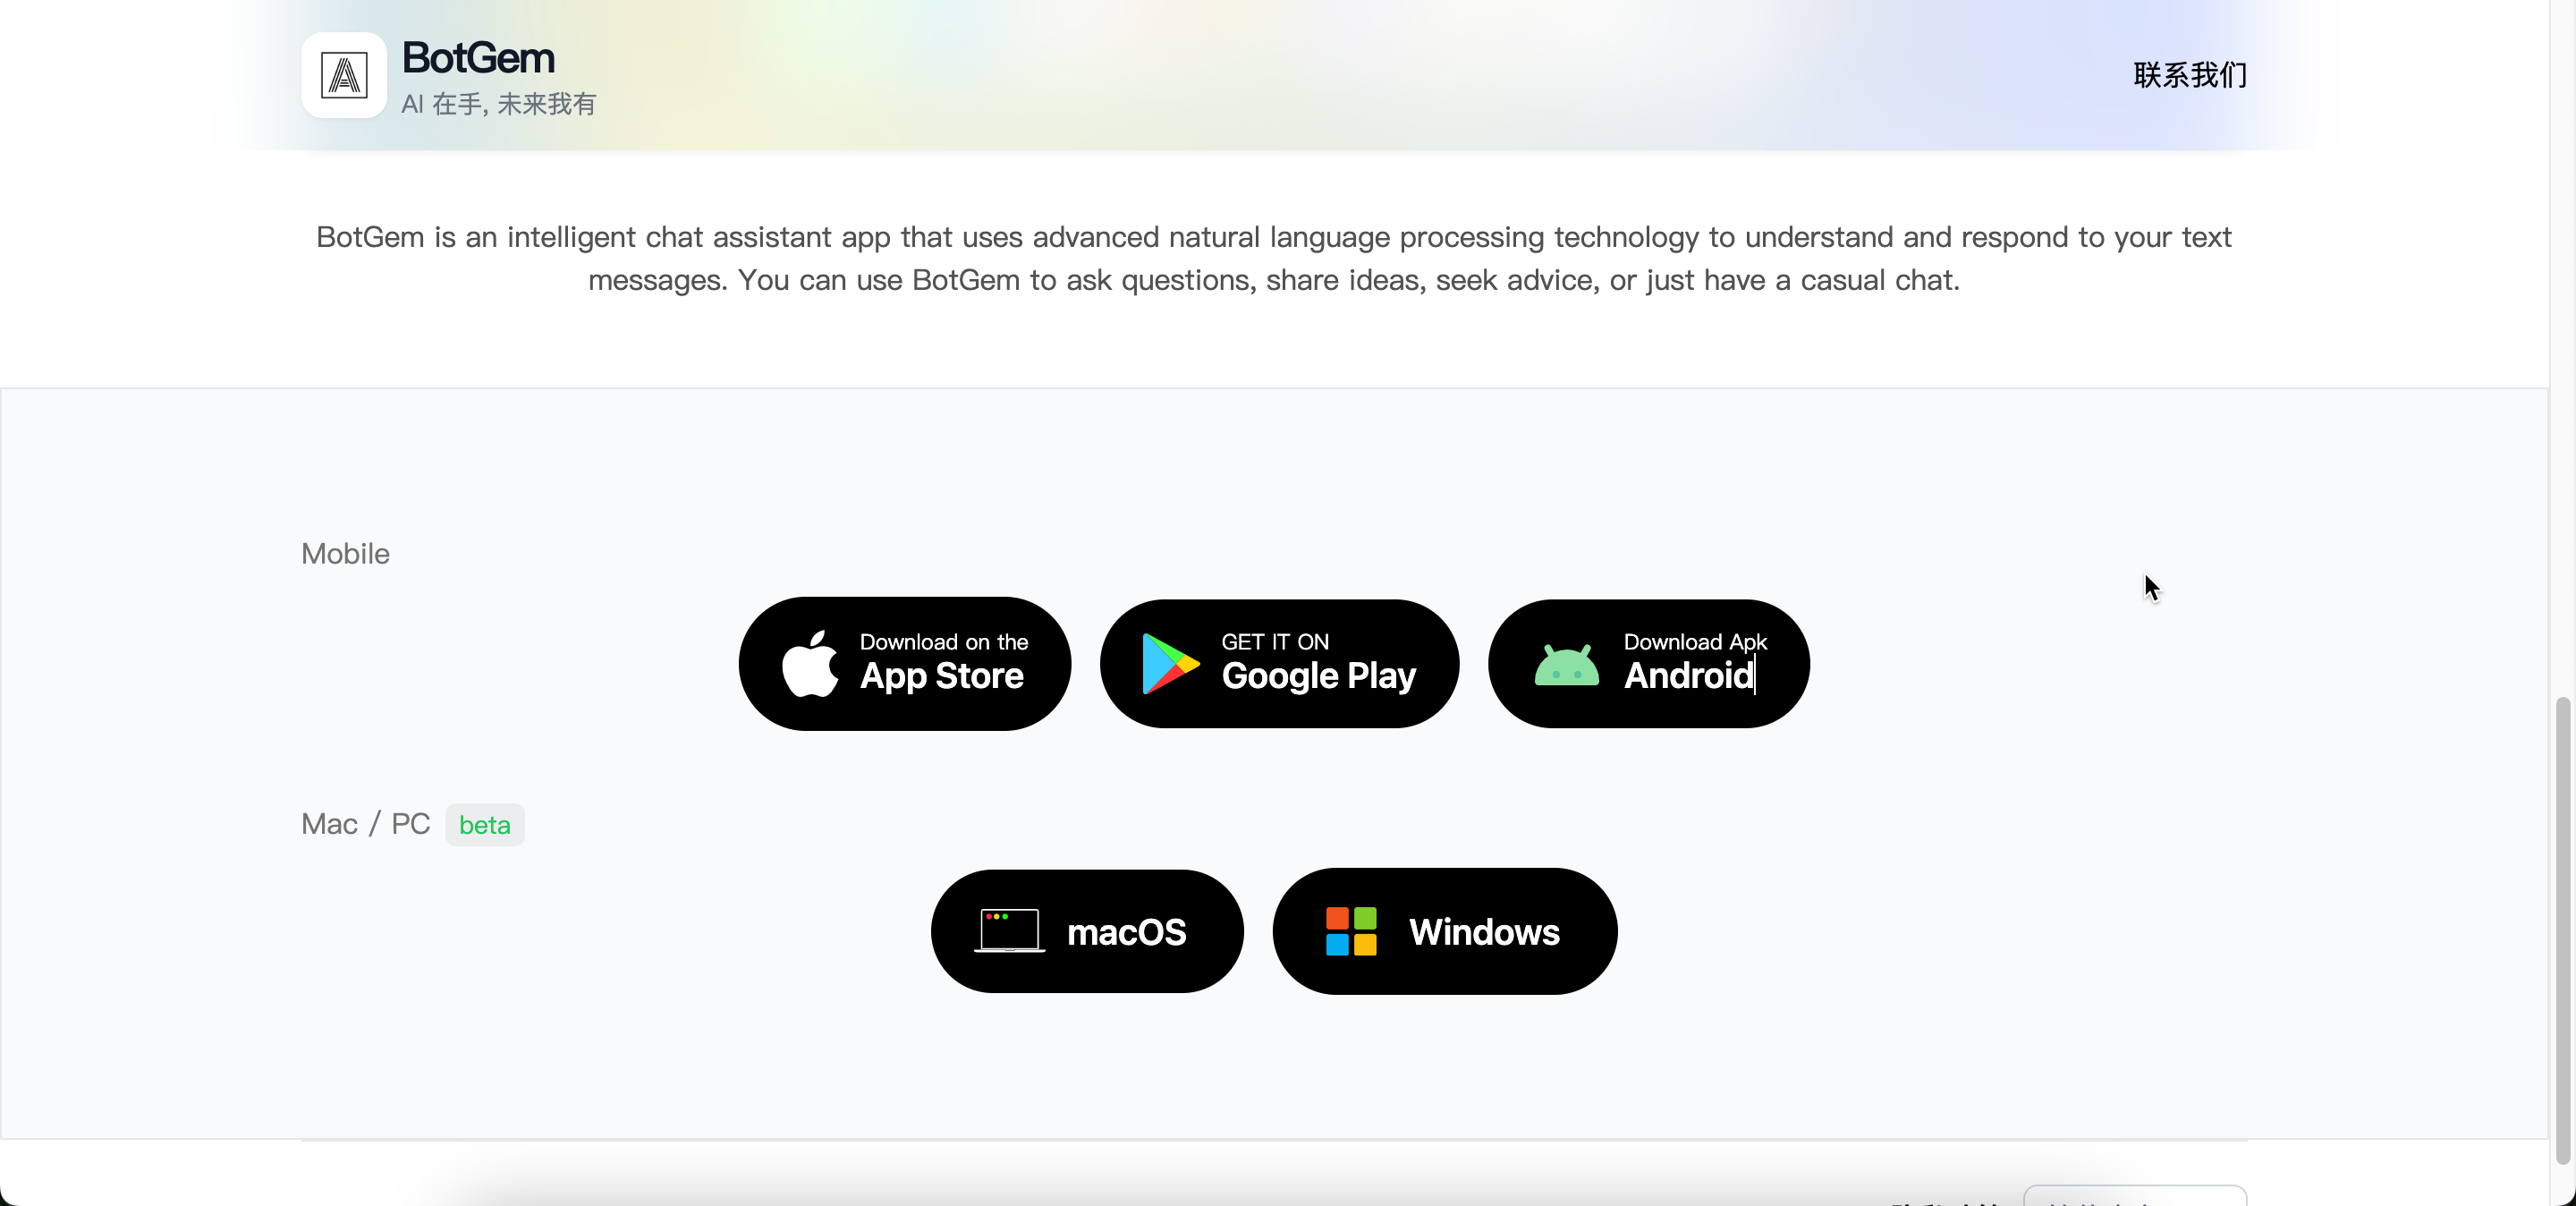 BotGem
AI 在手, 未来我有
联系我们
BotGem is an intelligent chat assistant app that uses advanced natural language processing technology to understand and respond to your text
messages. You can use BotGem to ask questions, share ideas, seek advice, or just have a casual chat.
Mobile
Download on the
App Store
GET IT ON
Google Play
Download Apk
Android
Mac / PC beta
macOS
Windows